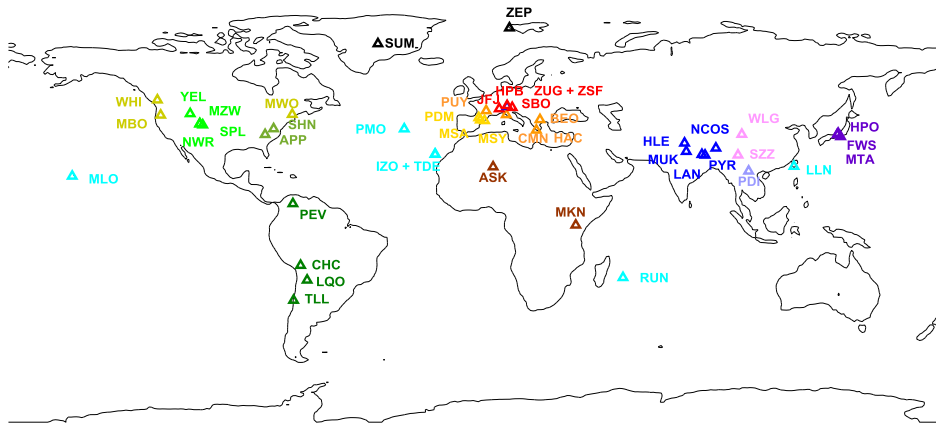 ZEP
SUM
HPB ZUG + ZSF
YEL
WHI
MZW
MWO
PUY
JFJ
SBO
MBO
PDM
BEO
SHN
SPL
PMO
MSA
MSY
CMN
HAC
NCOS
WLG
HPO
NWR
APP
HLE
FWS
IZO + TDE
MUK
PYR
SZZ
MTA
MLO
ASK
LAN
PDI
LLN
PEV
MKN
CHC
LQO
RUN
TLL